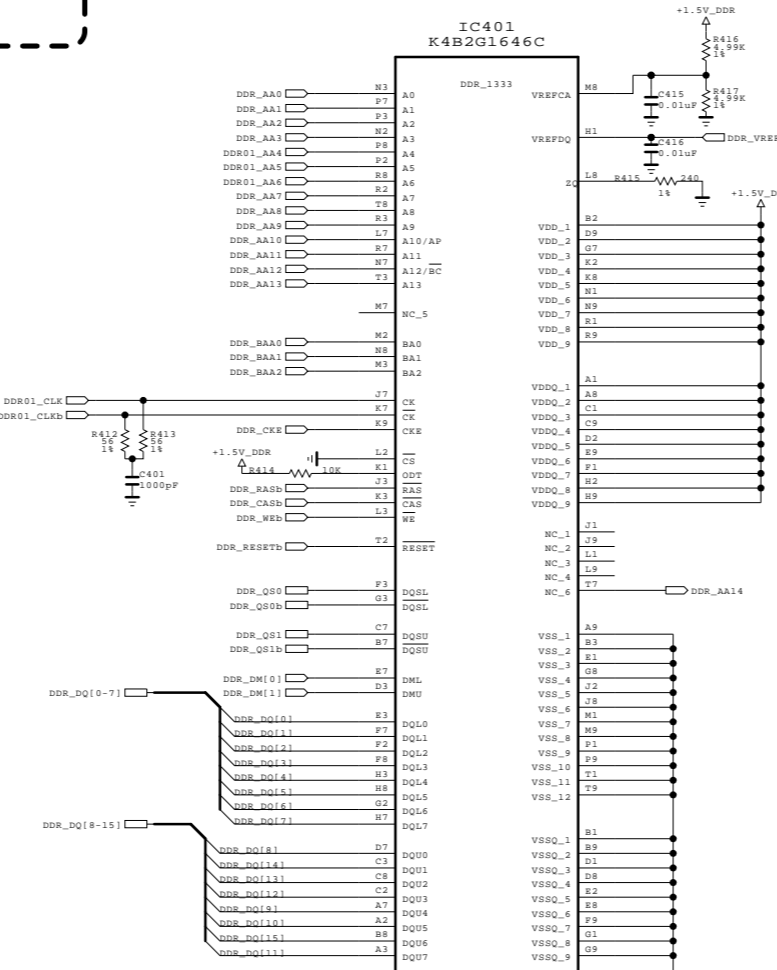 IC401
K4B2G1646C
DDR_1333
+1.5V_DDR
R416
4.99K
1%
R417
4.99K
1%
C415
0.01uF
C416
0.01uF
R415 240
1%
DDR_AA0 N3 A0
DDR_AA1 P7 A1
DDR_AA2 P3 A2
DDR_AA3 N2 A3
DDR01_AA4 P8 A4
DDR01_AA5 P2 A5
DDR01_AA6 R8 A6
DDR_AA7 R2 A7
DDR_AA8 T8 A8
DDR_AA9 R3 A9
DDR_AA10 L7 A10/AP
DDR_AA11 R7 A11
DDR_AA12 N7 A12/BC
DDR_AA13 T3 A13
M7 NC_5
DDR_BAA0 M2 BA0
DDR_BAA1 N8 BA1
DDR_BAA2 M3 BA2
DDR01_CLK J7 CK
DDR01_CLKb K7 CK
DDR_CKE K9 CKE
R412
56
1%
R413
56
1%
C401
1000pF
L2 CS
+1.5V_DDR
R414 10K K1 ODT
DDR_RASb J3 RAS
DDR_CASb K3 CAS
DDR_WEb L3 WE
DDR_RESETb T2 RESET
DDR_QS0 F3 DQSL
DDR_QS0b G3 DQSL
DDR_QS1 C7 DQSU
DDR_QS1b B7 DQSU
DDR_DM[0] E7 DML
DDR_DM[1] D3 DMU
DDR_DQ[0-7]
DDR_DQ[0] E3 DQL0
DDR_DQ[1] F7 DQL1
DDR_DQ[2] F2 DQL2
DDR_DQ[3] F8 DQL3
DDR_DQ[4] H3 DQL4
DDR_DQ[5] H8 DQL5
DDR_DQ[6] G2 DQL6
DDR_DQ[7] H7 DQL7
DDR_DQ[8-15]
DDR_DQ[8] D7 DQU0
DDR_DQ[14] C3 DQU1
DDR_DQ[13] C8 DQU2
DDR_DQ[12] C2 DQU3
DDR_DQ[9] A7 DQU4
DDR_DQ[10] A2 DQU5
DDR_DQ[15] B8 DQU6
DDR_DQ[11] A3 DQU7
VREFCA M8
VREFDQ H1 DDR_VREF
ZQ L8
+1.5V_D
VDD_1 B2
VDD_2 D9
VDD_3 G7
VDD_4 K2
VDD_5 K8
VDD_6 N1
VDD_7 N9
VDD_8 R1
VDD_9 R9
VDDQ_1 A1
VDDQ_2 A8
VDDQ_3 C1
VDDQ_4 C9
VDDQ_5 D2
VDDQ_6 E9
VDDQ_7 F1
VDDQ_8 H2
VDDQ_9 H9
NC_1 J1
NC_2 J9
NC_3 L1
NC_4 L9
NC_6 T7 DDR_AA14
VSS_1 A9
VSS_2 B3
VSS_3 E1
VSS_4 G8
VSS_5 J2
VSS_6 J8
VSS_7 M1
VSS_8 M9
VSS_9 P1
VSS_10 P9
VSS_11 T1
VSS_12 T9
VSSQ_1 B1
VSSQ_2 B9
VSSQ_3 D1
VSSQ_4 D8
VSSQ_5 E2
VSSQ_6 E8
VSSQ_7 F9
VSSQ_8 G1
VSSQ_9 G9